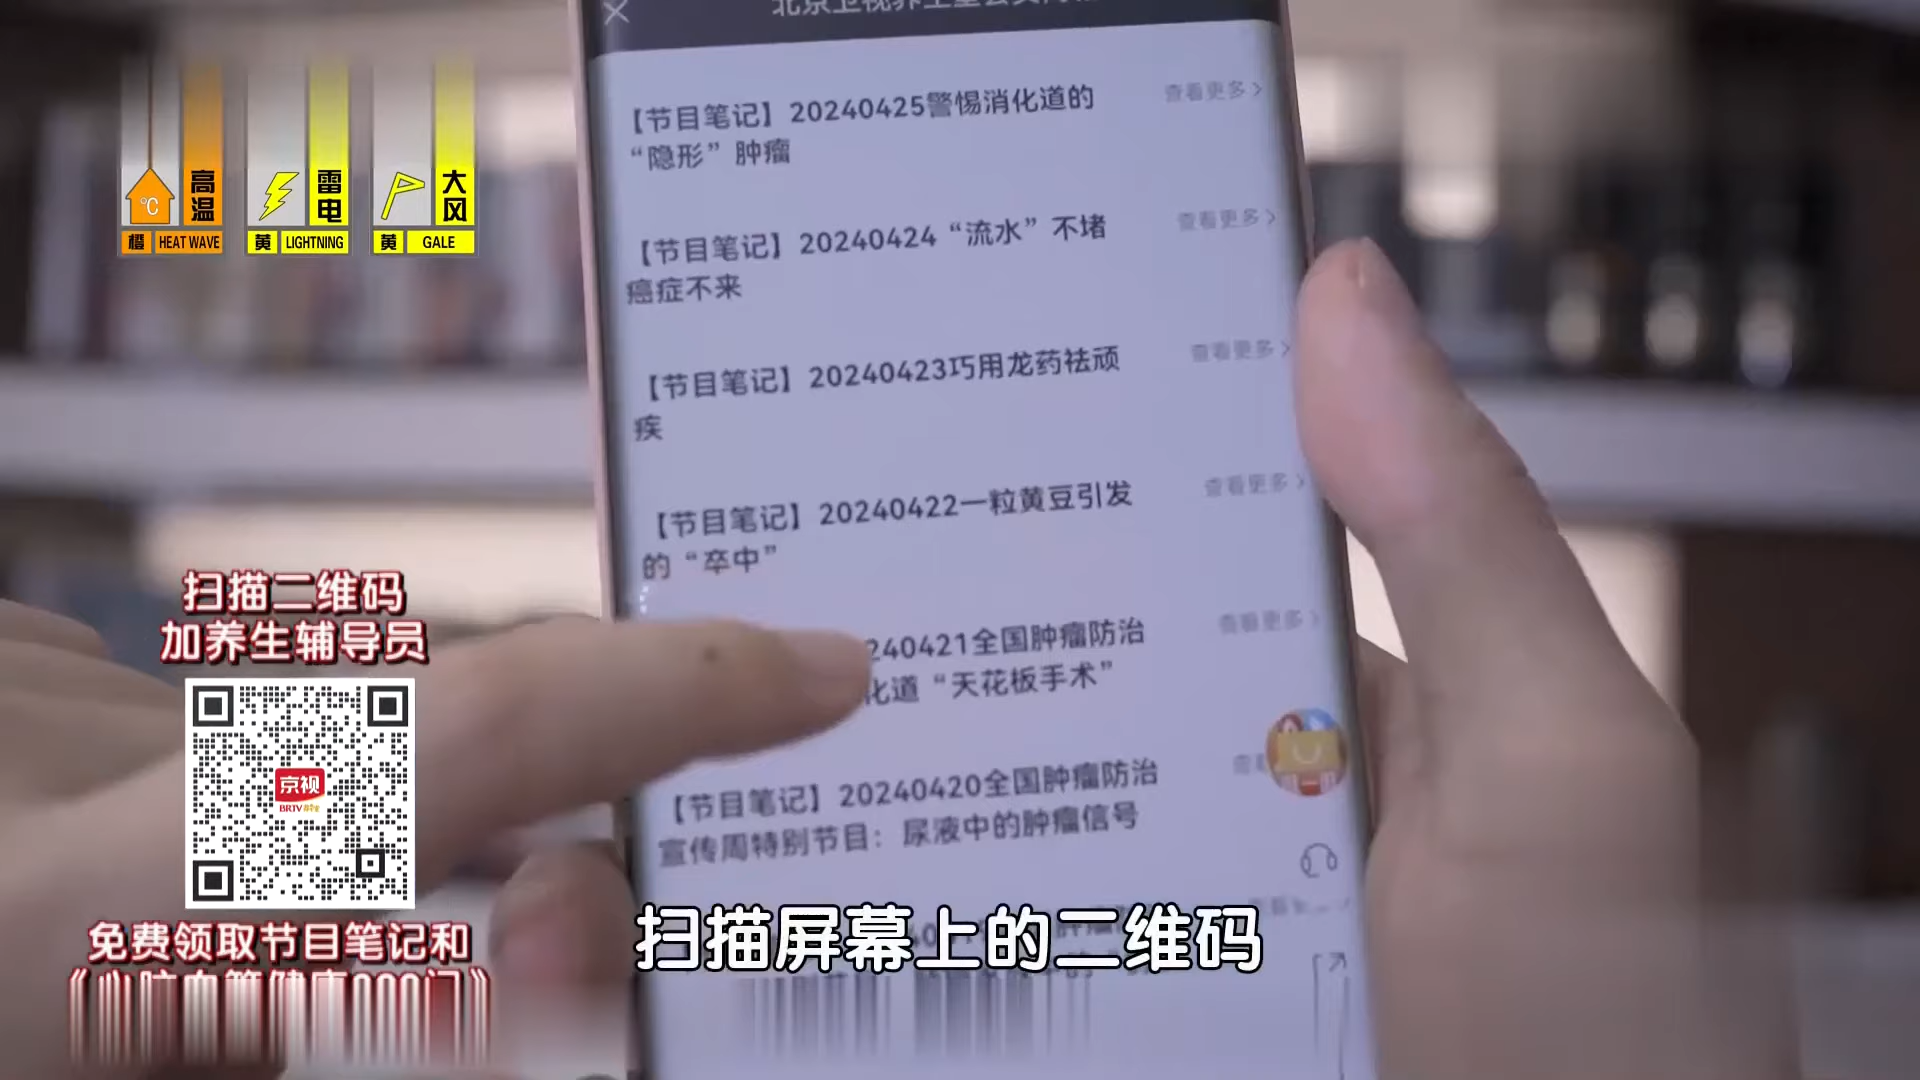 北京卫视养生堂会员
【节目笔记】20240425警惕消化道的
“隐形”肿瘤
查看更多
【节目笔记】20240424“流水”不堵
癌症不来
查看更多
【节目笔记】20240423巧用龙药祛顽
疾
查看更多
【节目笔记】20240422一粒黄豆引发
的“卒中”
查看更多
240421全国肿瘤防治
化道“天花板手术”
查看更多
【节目笔记】20240420全国肿瘤防治
宣传周特别节目：尿液中的肿瘤信号
高温
℃
橙 HEAT WAVE
雷电
黄 LIGHTNING
大风
黄 GALE
扫描二维码
加养生辅导员
京视
BRTV
免费领取节目笔记和
扫描屏幕上的二维码